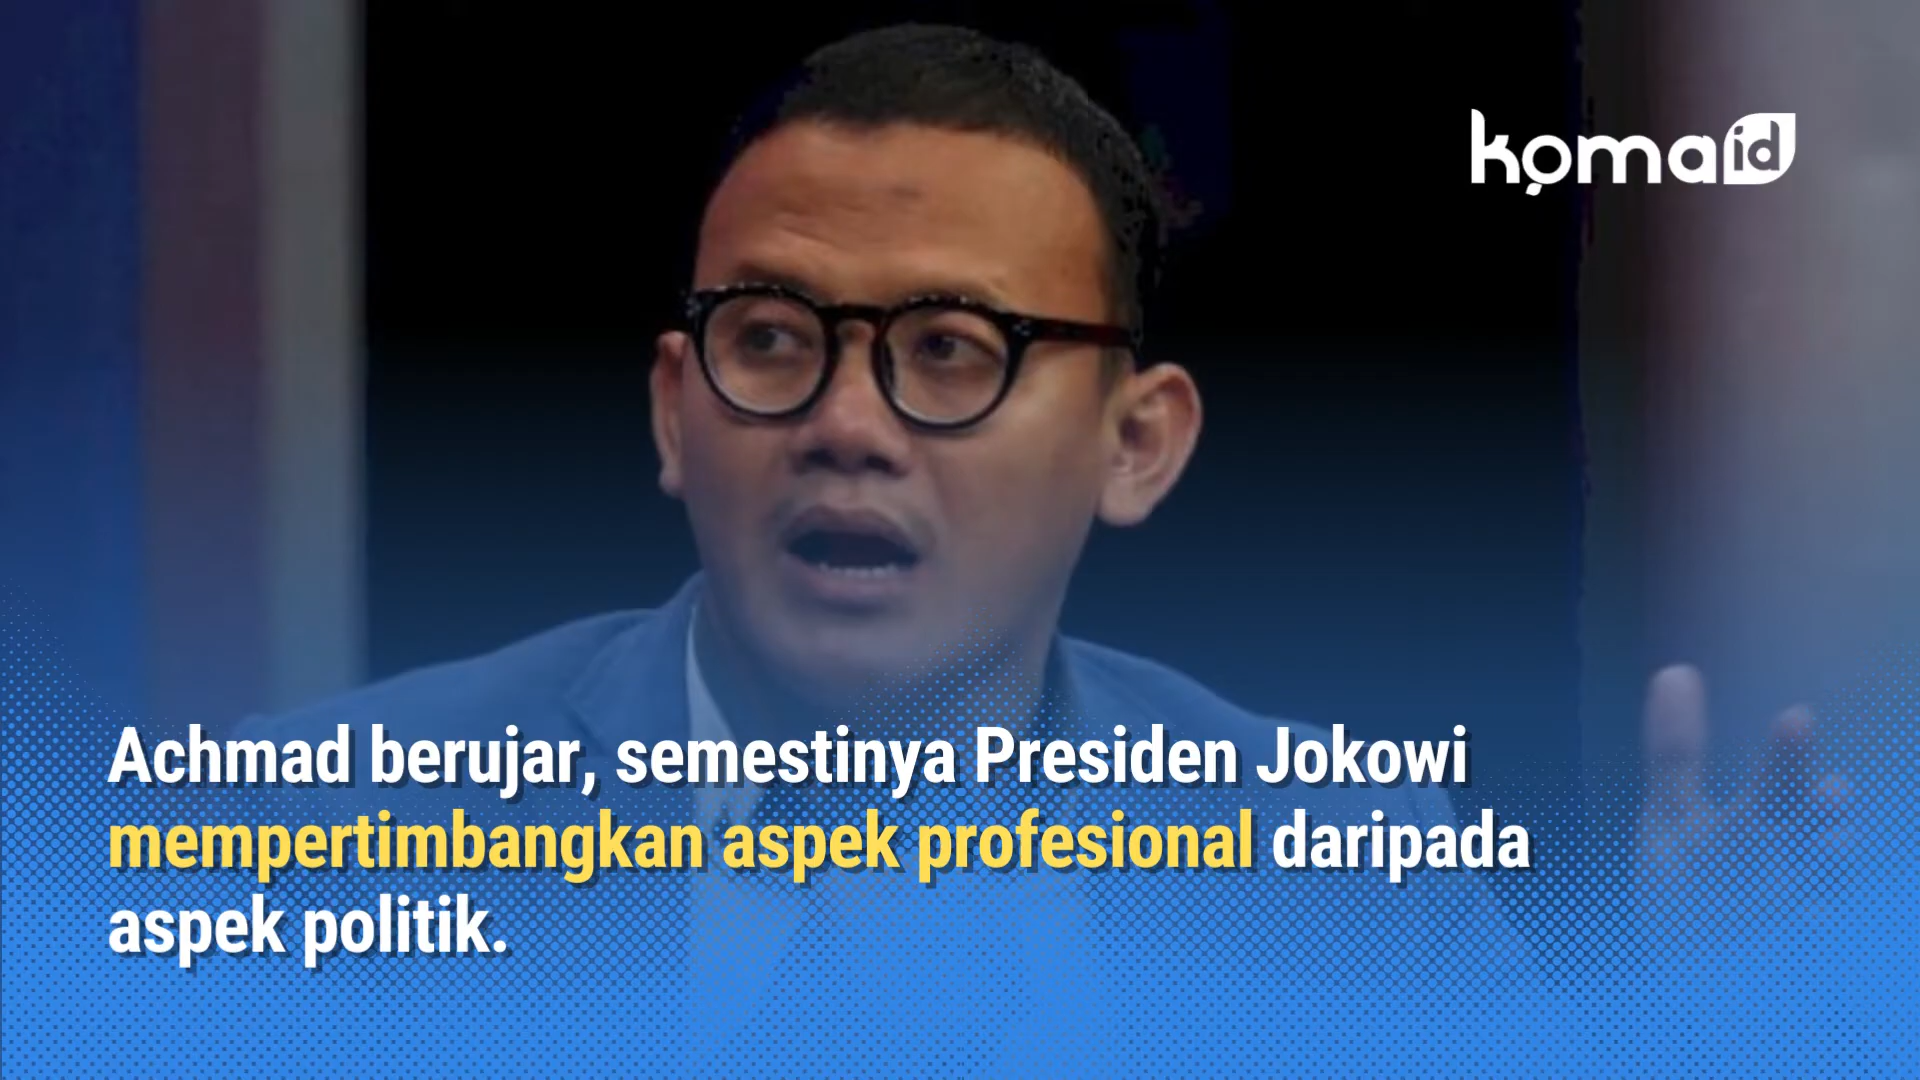 komaid
Achmad berujar, semestinya Presiden Jokowi
mempertimbangkan aspek profesional daripada
aspek politik.